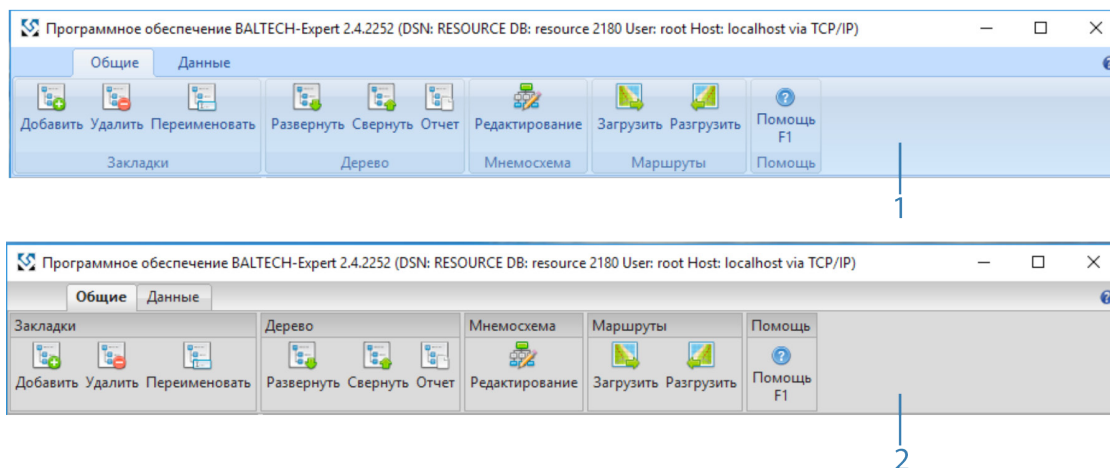 Программное обеспечение BALTECH-Expert 2.4.2252 (DSN: RESOURCE DB: resource 2180 User: root Host: localhost via TCP/IP)
Общие Данные
Добавить Удалить Переименовать Развернуть Свернуть Отчет Редактирование Загрузить Разгрузить Помощь
F1
Закладки Дерево Мнемосхема Маршруты Помощь
1
Программное обеспечение BALTECH-Expert 2.4.2252 (DSN: RESOURCE DB: resource 2180 User: root Host: localhost via TCP/IP)
Общие Данные
Закладки Дерево Мнемосхема Маршруты Помощь
Добавить Удалить Переименовать Развернуть Свернуть Отчет Редактирование Загрузить Разгрузить Помощь
F1
2